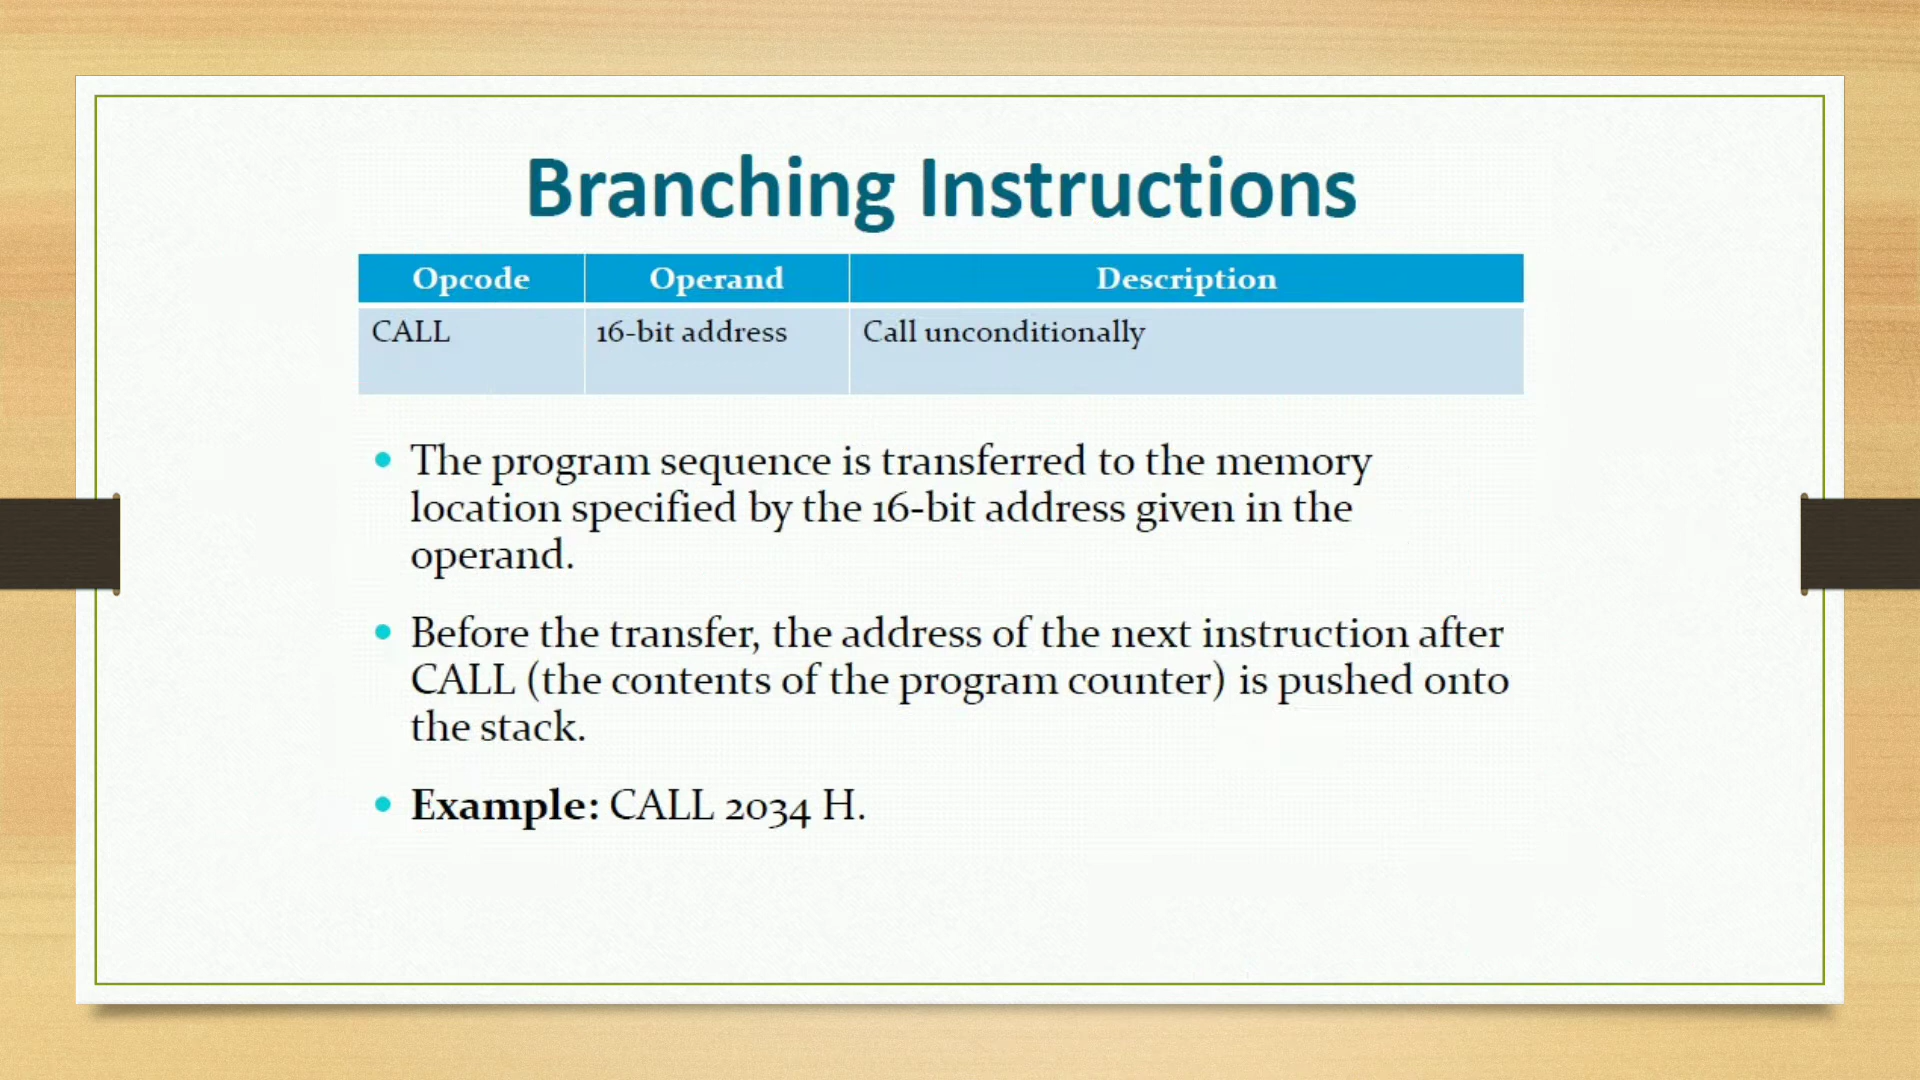 Branching Instructions
Opcode Operand Description
CALL 16-bit address Call unconditionally
• The program sequence is transferred to the memory
location specified by the 16-bit address given in the
operand.
• Before the transfer, the address of the next instruction after
CALL (the contents of the program counter) is pushed onto
the stack.
• Example: CALL 2034 H.